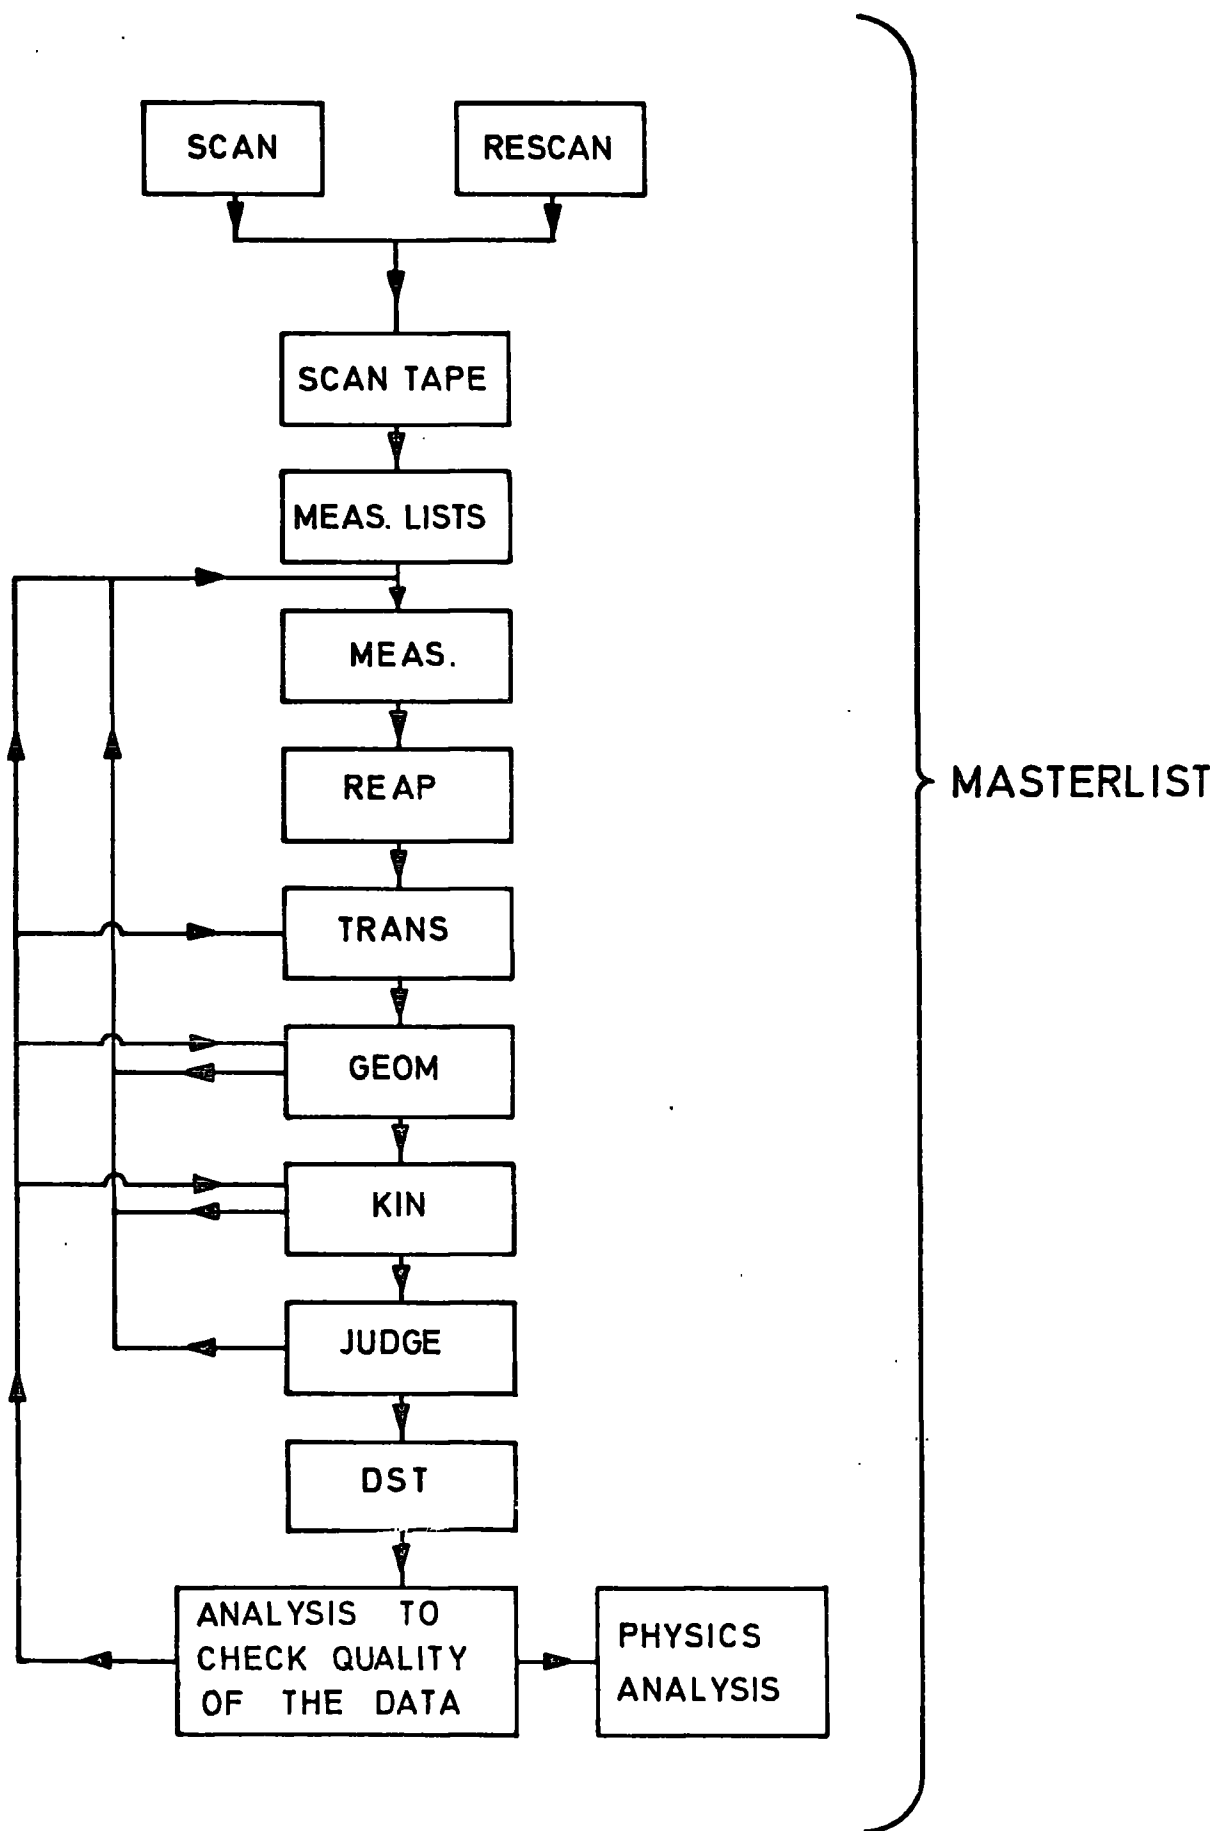 SCAN
RESCAN
SCAN TAPE
MEAS. LISTS
MEAS.
REAP
MASTERLIST
TRANS
GEOM
KIN
JUDGE
DST
ANALYSIS TO
CHECK QUALITY
OF THE DATA
PHYSICS
ANALYSIS